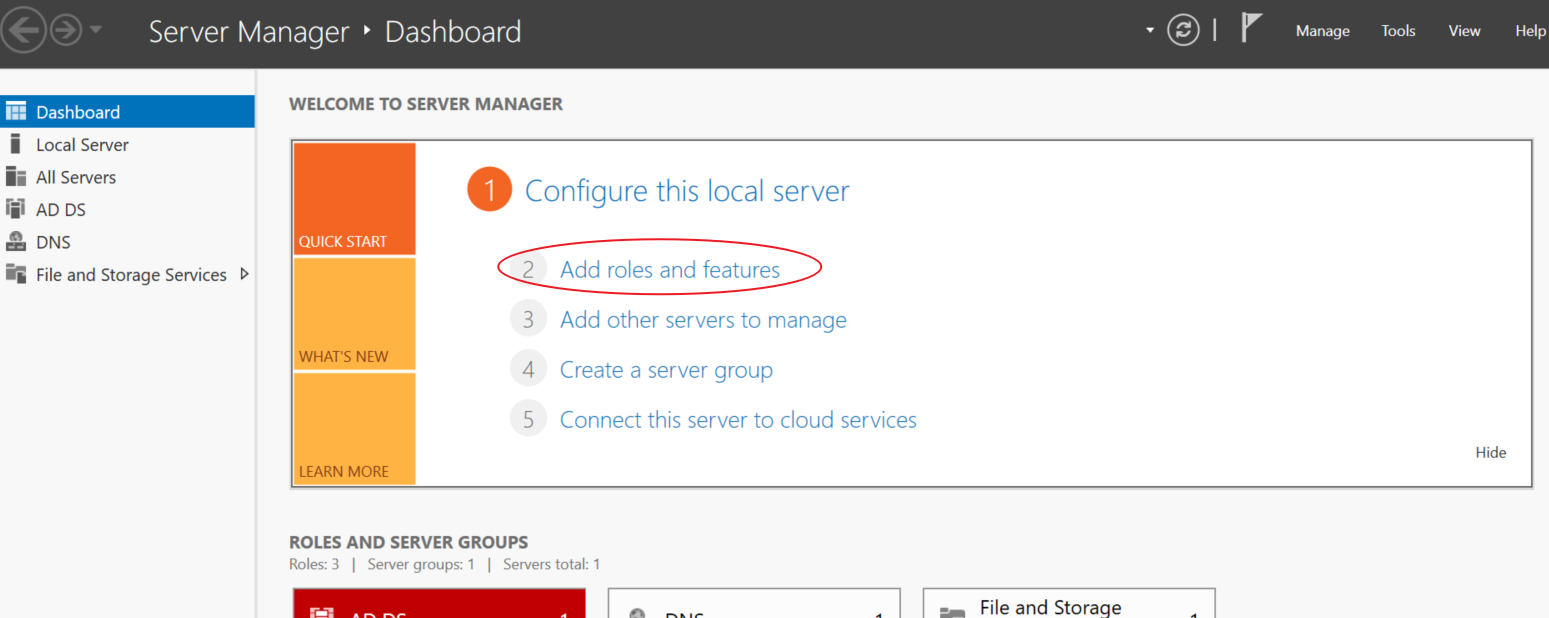 Server Manager ‣ Dashboard
Manage Tools View Help
Dashboard
Local Server
All Servers
AD DS
DNS
File and Storage Services
WELCOME TO SERVER MANAGER
QUICK START
WHAT'S NEW
LEARN MORE
1 Configure this local server
2 Add roles and features
3 Add other servers to manage
4 Create a server group
5 Connect this server to cloud services
Hide
ROLES AND SERVER GROUPS
Roles: 3 | Server groups: 1 | Servers total: 1
AD DS 1
DNS 1
File and Storage 1